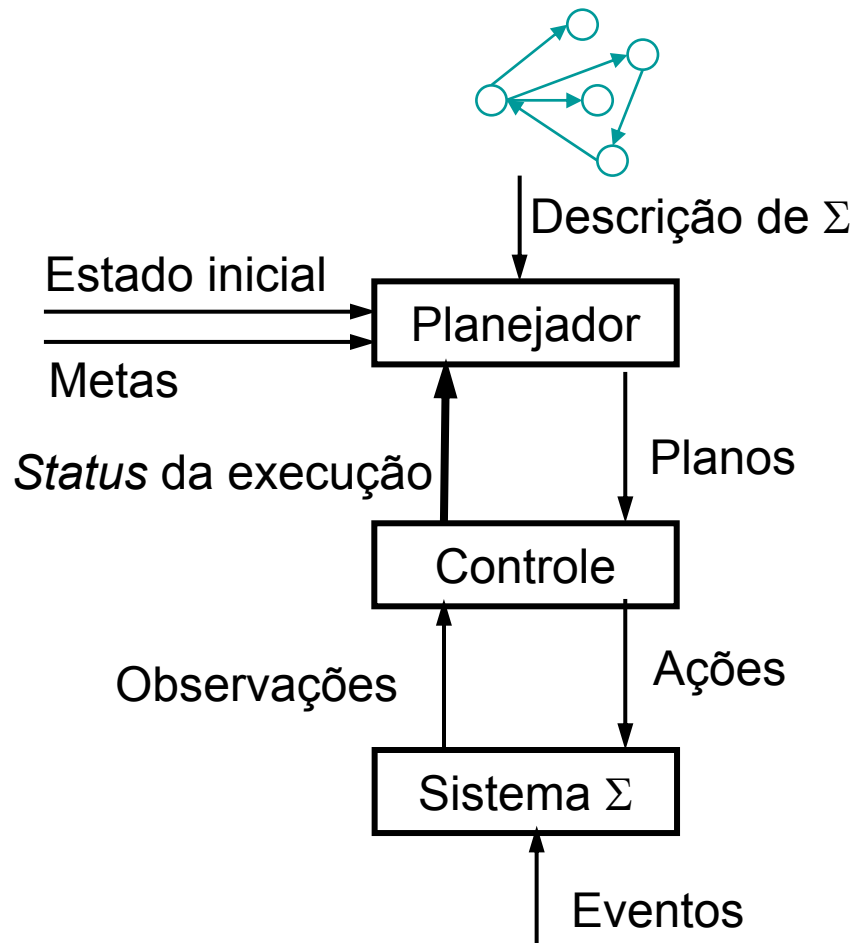 Descrição de Σ
Estado inicial
Planejador
Metas
Status da execução
Planos
Controle
Observações
Ações
Sistema Σ
Eventos